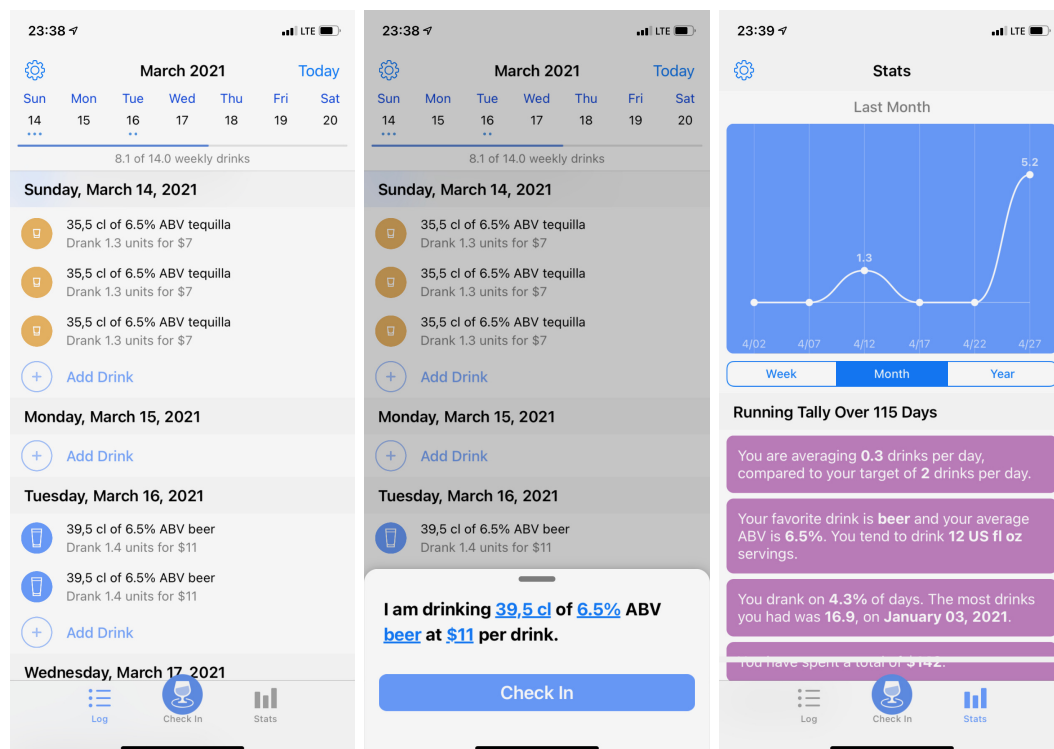 23:38
LTE
March 2021
Today
Sun Mon Tue Wed Thu Fri Sat
14 15 16 17 18 19 20
8.1 of 14.0 weekly drinks
Sunday, March 14, 2021
35,5 cl of 6.5% ABV tequilla
Drank 1.3 units for $7
35,5 cl of 6.5% ABV tequilla
Drank 1.3 units for $7
35,5 cl of 6.5% ABV tequilla
Drank 1.3 units for $7
Add Drink
Monday, March 15, 2021
Add Drink
Tuesday, March 16, 2021
39,5 cl of 6.5% ABV beer
Drank 1.4 units for $11
39,5 cl of 6.5% ABV beer
Drank 1.4 units for $11
Add Drink
Wednesday, March 17, 2021
Log Check In Stats
23:38
LTE
March 2021
Today
Sun Mon Tue Wed Thu Fri Sat
14 15 16 17 18 19 20
8.1 of 14.0 weekly drinks
Sunday, March 14, 2021
35,5 cl of 6.5% ABV tequilla
Drank 1.3 units for $7
35,5 cl of 6.5% ABV tequilla
Drank 1.3 units for $7
35,5 cl of 6.5% ABV tequilla
Drank 1.3 units for $7
Add Drink
Monday, March 15, 2021
Add Drink
Tuesday, March 16, 2021
39,5 cl of 6.5% ABV beer
Drank 1.4 units for $11
I am drinking 39,5 cl of 6.5% ABV
beer at $11 per drink.
Check In
23:39
LTE
Stats
Last Month
5.2
1.3
4/02 4/07 4/12 4/17 4/22 4/27
Week Month Year
Running Tally Over 115 Days
You are averaging 0.3 drinks per day,
compared to your target of 2 drinks per day.
Your favorite drink is beer and your average
ABV is 6.5%. You tend to drink 12 US fl oz
servings.
You drank on 4.3% of days. The most drinks
you had was 16.9, on January 03, 2021.
You have spent a total of $142.
Log Check In Stats